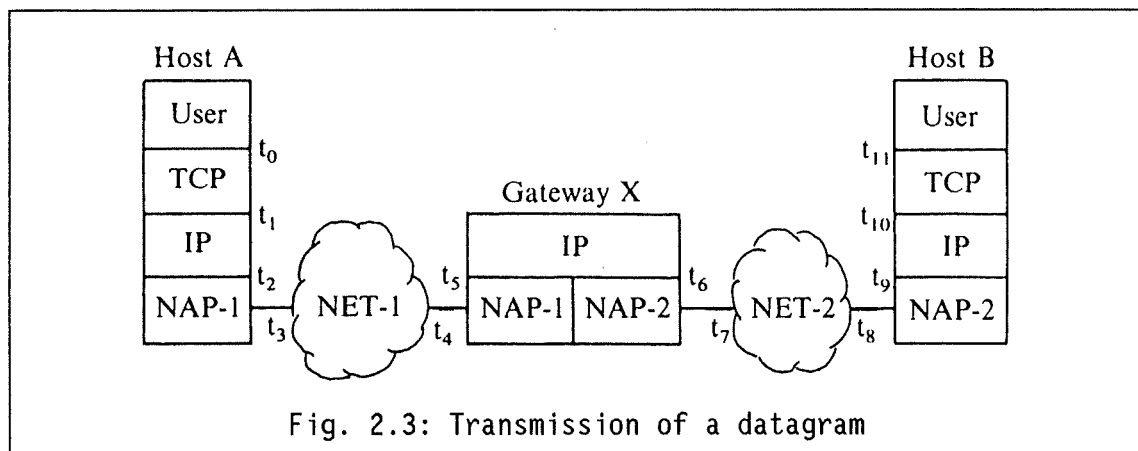 Host A
Host B
User
User
t₀
t₁₁
TCP
TCP
Gateway X
t₁
t₁₀
IP
IP
IP
t₂
t₅
t₆
t₉
NAP-1
NET-1
NAP-1
NAP-2
NET-2
NAP-2
t₃
t₄
t₇
t₈
Fig. 2.3: Transmission of a datagram